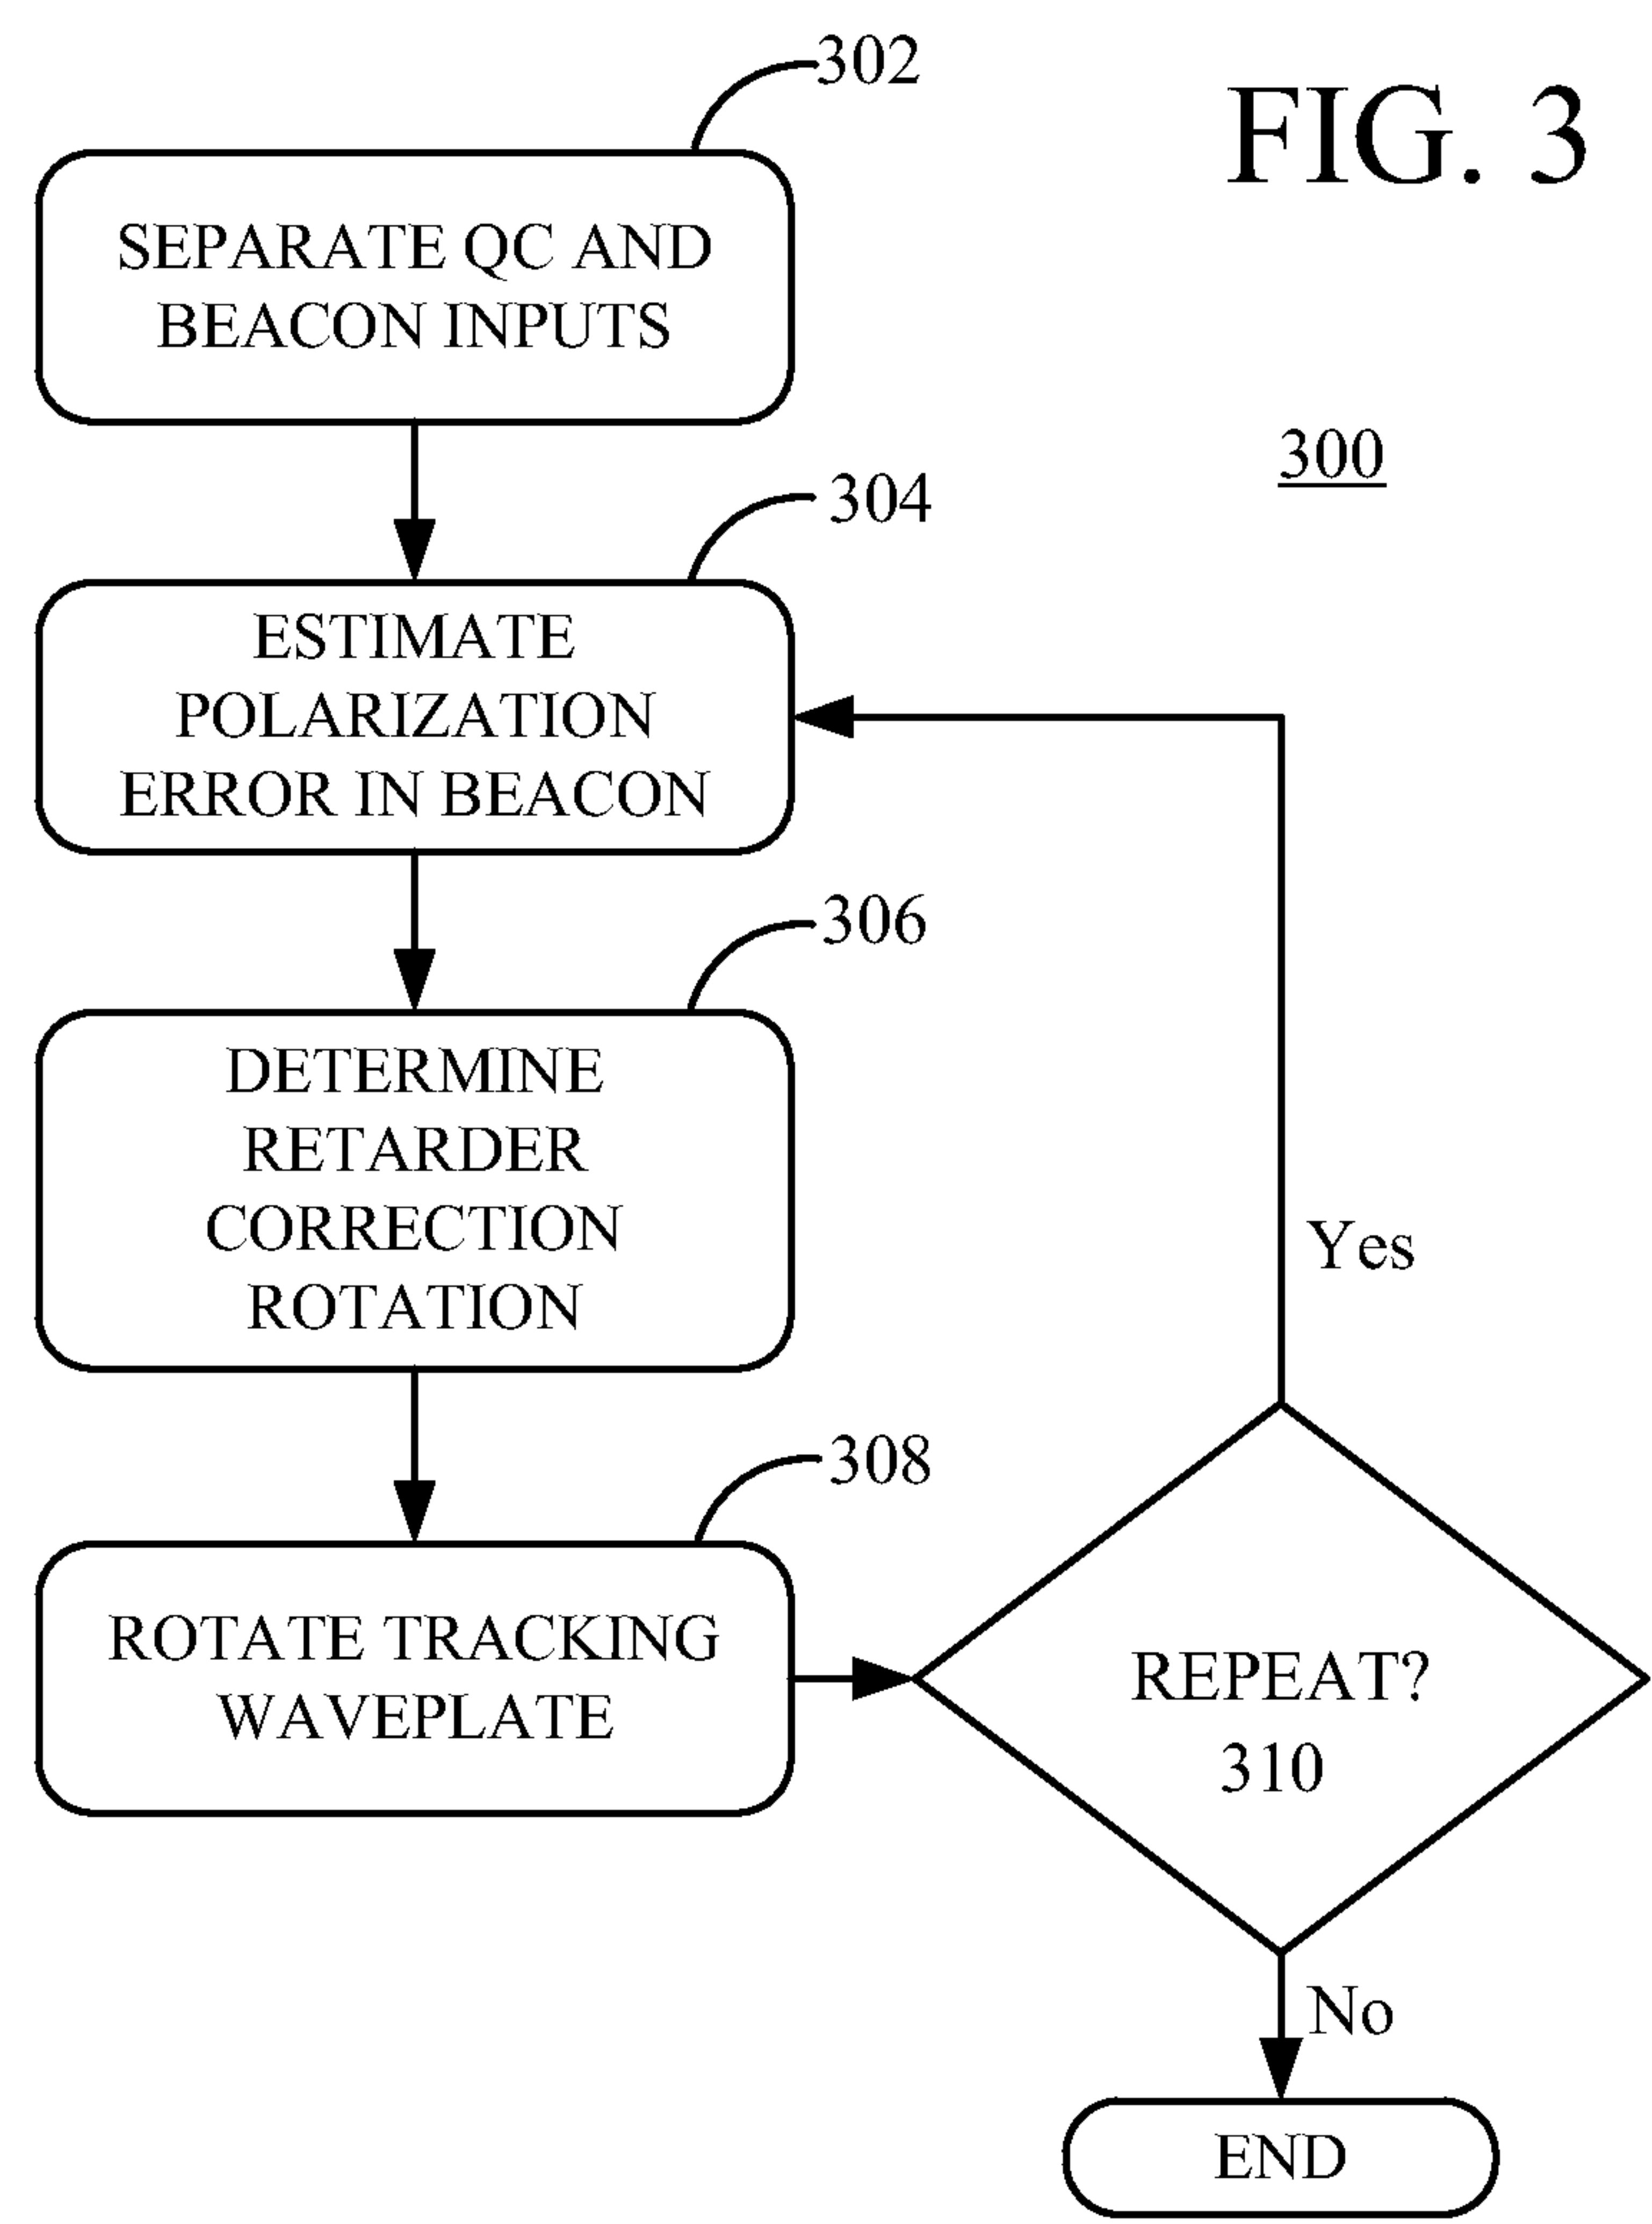 FIG. 3
300
302
SEPARATE QC AND
BEACON INPUTS
304
ESTIMATE
POLARIZATION
ERROR IN BEACON
306
DETERMINE
RETARDER
CORRECTION
ROTATION
308
ROTATE TRACKING
WAVEPLATE
Yes
REPEAT?
310
No
END